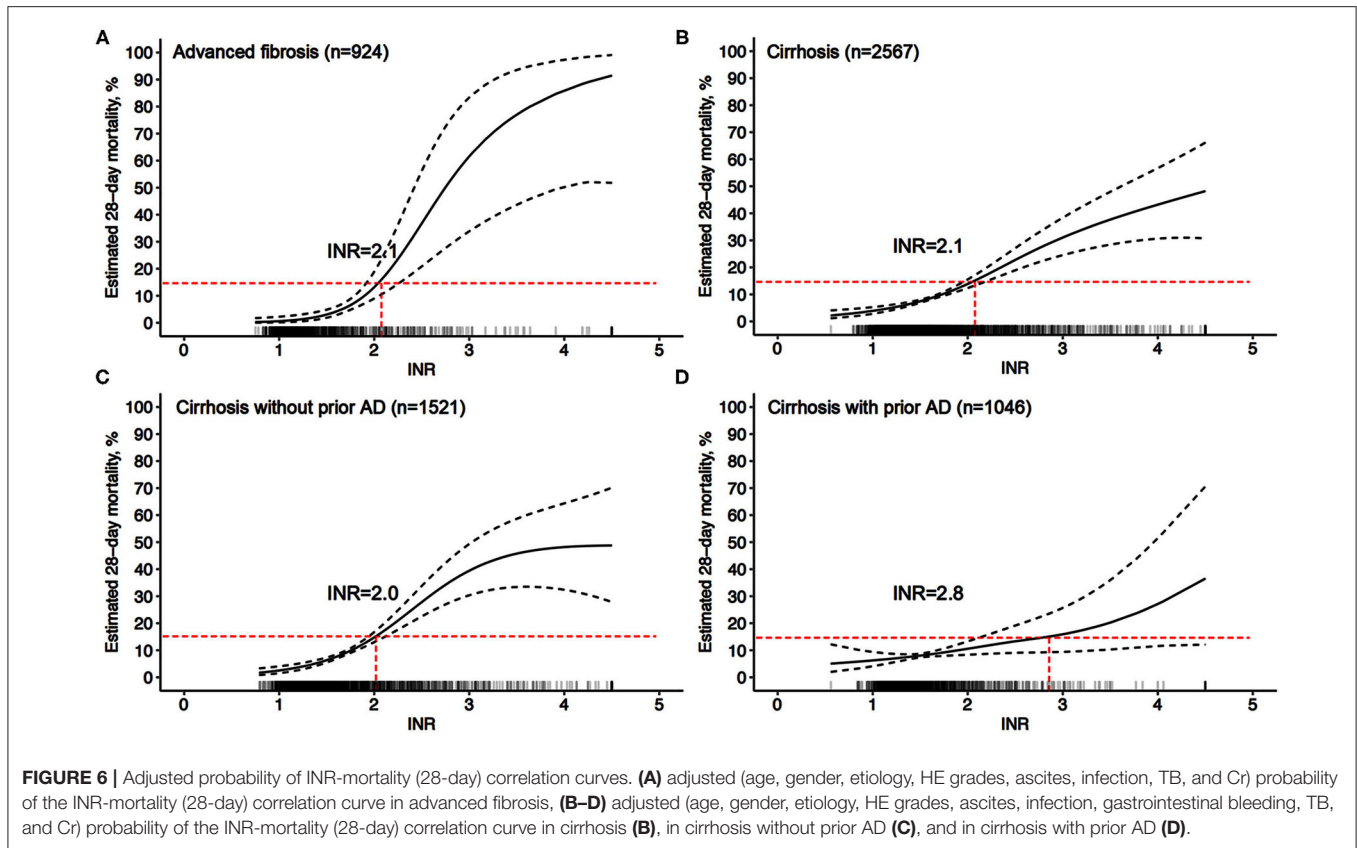 A
Advanced fibrosis (n=924)
Estimated 28-day mortality, %
100
90
80
70
60
50
40
30
20
10
0
INR=2.1
0 1 2 3 4 5
INR
B
Cirrhosis (n=2567)
Estimated 28-day mortality, %
100
90
80
70
60
50
40
30
20
10
0
INR=2.1
0 1 2 3 4 5
INR
C
Cirrhosis without prior AD (n=1521)
Estimated 28-day mortality, %
100
90
80
70
60
50
40
30
20
10
0
INR=2.0
0 1 2 3 4 5
INR
D
Cirrhosis with prior AD (n=1046)
Estimated 28-day mortality, %
100
90
80
70
60
50
40
30
20
10
0
INR=2.8
0 1 2 3 4 5
INR
FIGURE 6 | Adjusted probability of INR-mortality (28-day) correlation curves. (A) adjusted (age, gender, etiology, HE grades, ascites, infection, TB, and Cr) probability
of the INR-mortality (28-day) correlation curve in advanced fibrosis, (B–D) adjusted (age, gender, etiology, HE grades, ascites, infection, gastrointestinal bleeding, TB,
and Cr) probability of the INR-mortality (28-day) correlation curve in cirrhosis (B), in cirrhosis without prior AD (C), and in cirrhosis with prior AD (D).